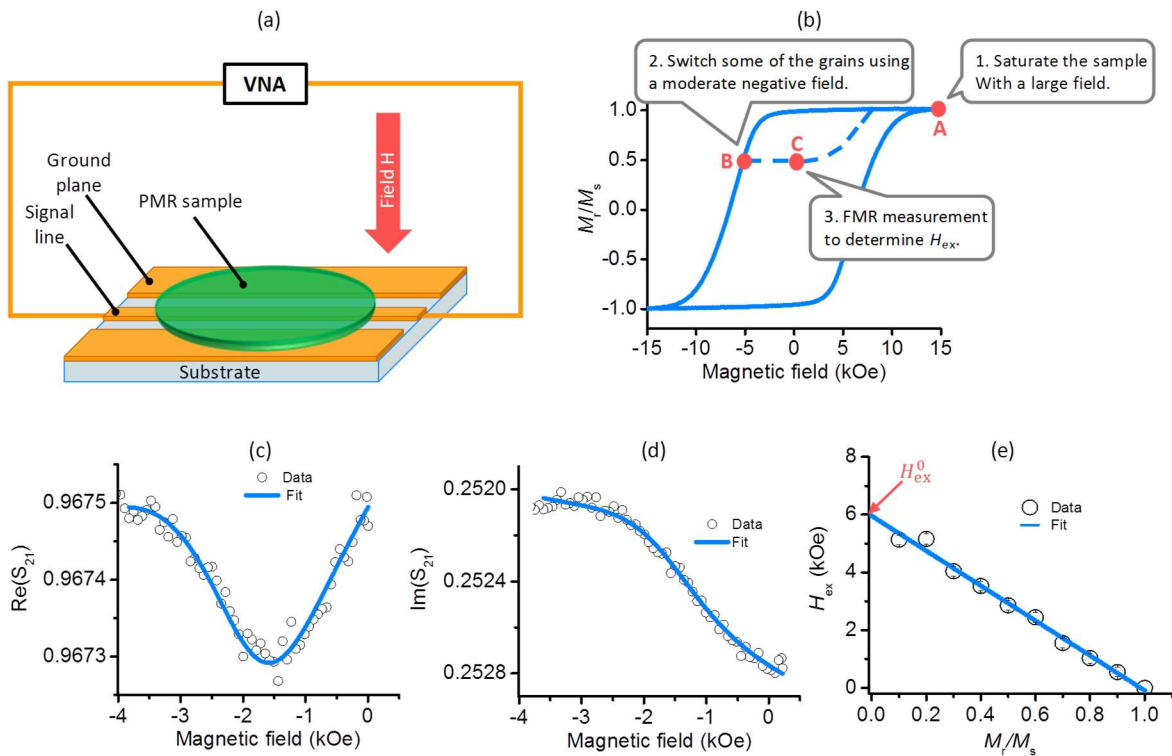 (a)
VNA
Ground
plane
Signal
line
PMR sample
Field H
Substrate
(b)
2. Switch some of the grains using
a moderate negative field.
1. Saturate the sample
With a large field.
3. FMR measurement
to determine Hex.
A
B
C
1.0
0.5
0.0
-0.5
-1.0
Mr/Ms
-15 -10 -5 0 5 10 15
Magnetic field (kOe)
(c)
Data
Fit
0.96775
0.96674
0.96673
Re(S21)
-4 -3 -2 -1 0
Magnetic field (kOe)
(d)
Data
Fit
0.2520
0.2524
0.2528
Im(S21)
-4 -3 -2 -1 0
Magnetic field (kOe)
(e)
H⁰ex
Data
Fit
8
6
4
2
0
Hex (kOe)
0.0 0.2 0.4 0.6 0.8 1.0
Mr/Ms